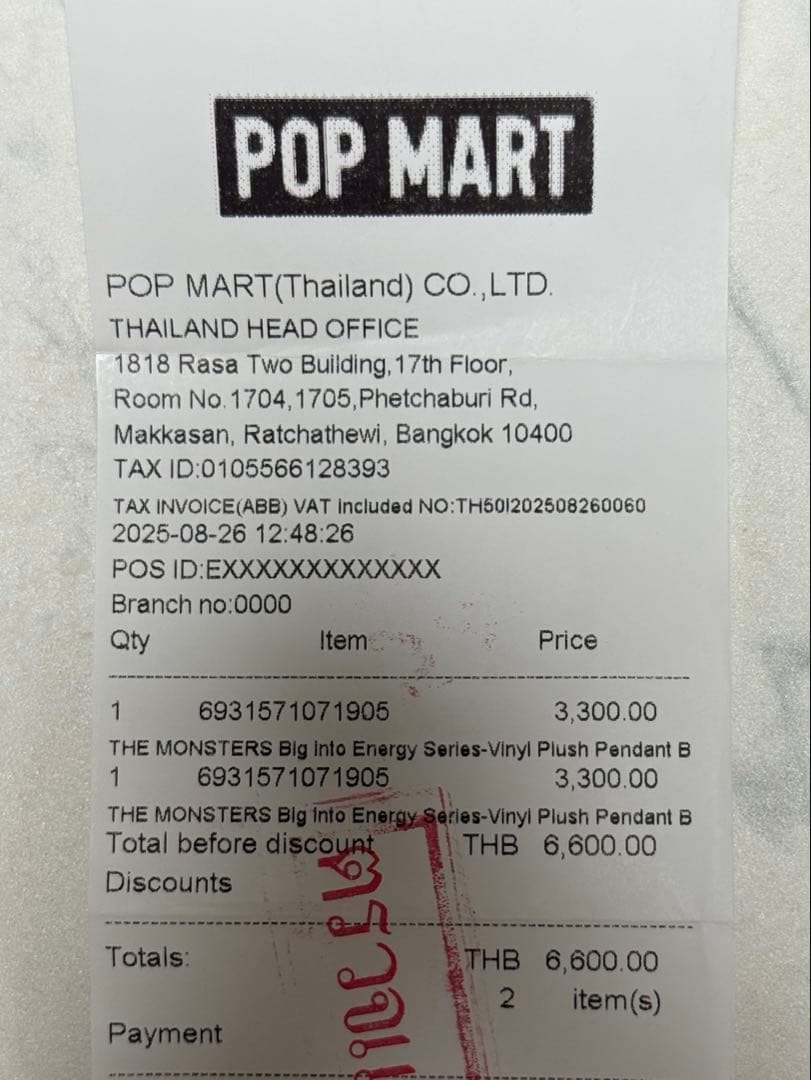 POP MART
POP MART(Thailand) CO.,LTD.
THAILAND HEAD OFFICE
1818 Rasa Two Building,17th Floor,
Room No.1704,1705,Phetchaburi Rd,
Makkasan, Ratchathewi, Bangkok 10400
TAX ID:0105566128393
TAX INVOICE(ABB) VAT included NO:TH50I202508260060
2025-08-26 12:48:26
POS ID:EXXXXXXXXXXXXX
Branch no:0000
Qty Item Price
1 6931571071905 3,300.00
THE MONSTERS Big into Energy Series-Vinyl Plush Pendant B
1 6931571071905 3,300.00
THE MONSTERS Big into Energy Series-Vinyl Plush Pendant B
Total before discount THB 6,600.00
Discounts
Totals: THB 6,600.00
2 item(s)
Payment